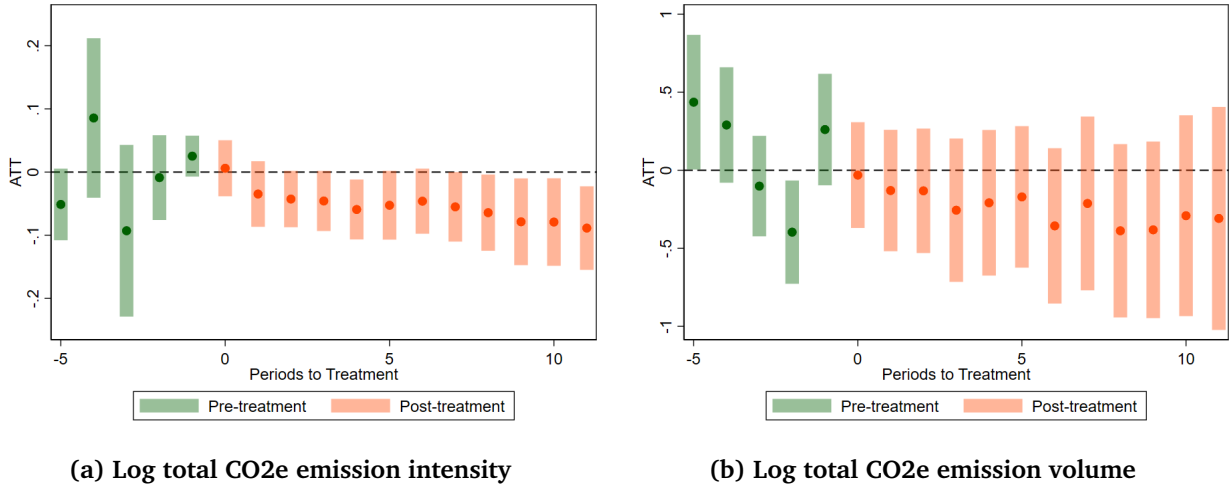 .2
.1
0
-.1
-.2
ATT
-5
0
5
10
Periods to Treatment
Pre-treatment
Post-treatment
(a) Log total CO2e emission intensity
1
.5
0
-.5
-1
ATT
-5
0
5
10
Periods to Treatment
Pre-treatment
Post-treatment
(b) Log total CO2e emission volume